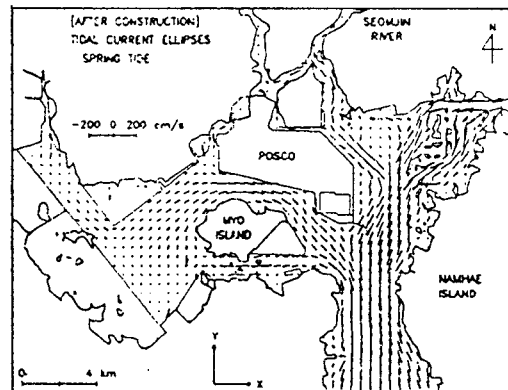 [AFTER CONSTRUCTION]
TIDAL CURRENT ELLIPSES
SPRING TIDE
SEOMJIN
RIVER
N
-200 0 200 cm/s
POSCO
MYO
ISLAND
NAMHAE
ISLAND
Y
X
0 4 km